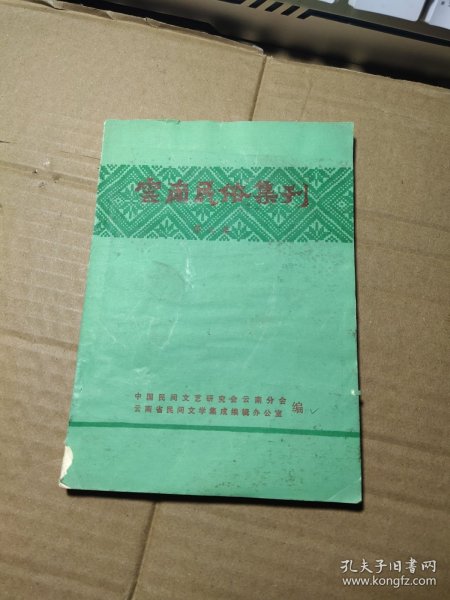 雲南民俗集刊
中国民间文艺研究会云南分会
云南省民间文学集成编辑办公室
编
孔夫子旧书网
www.kongfz.com